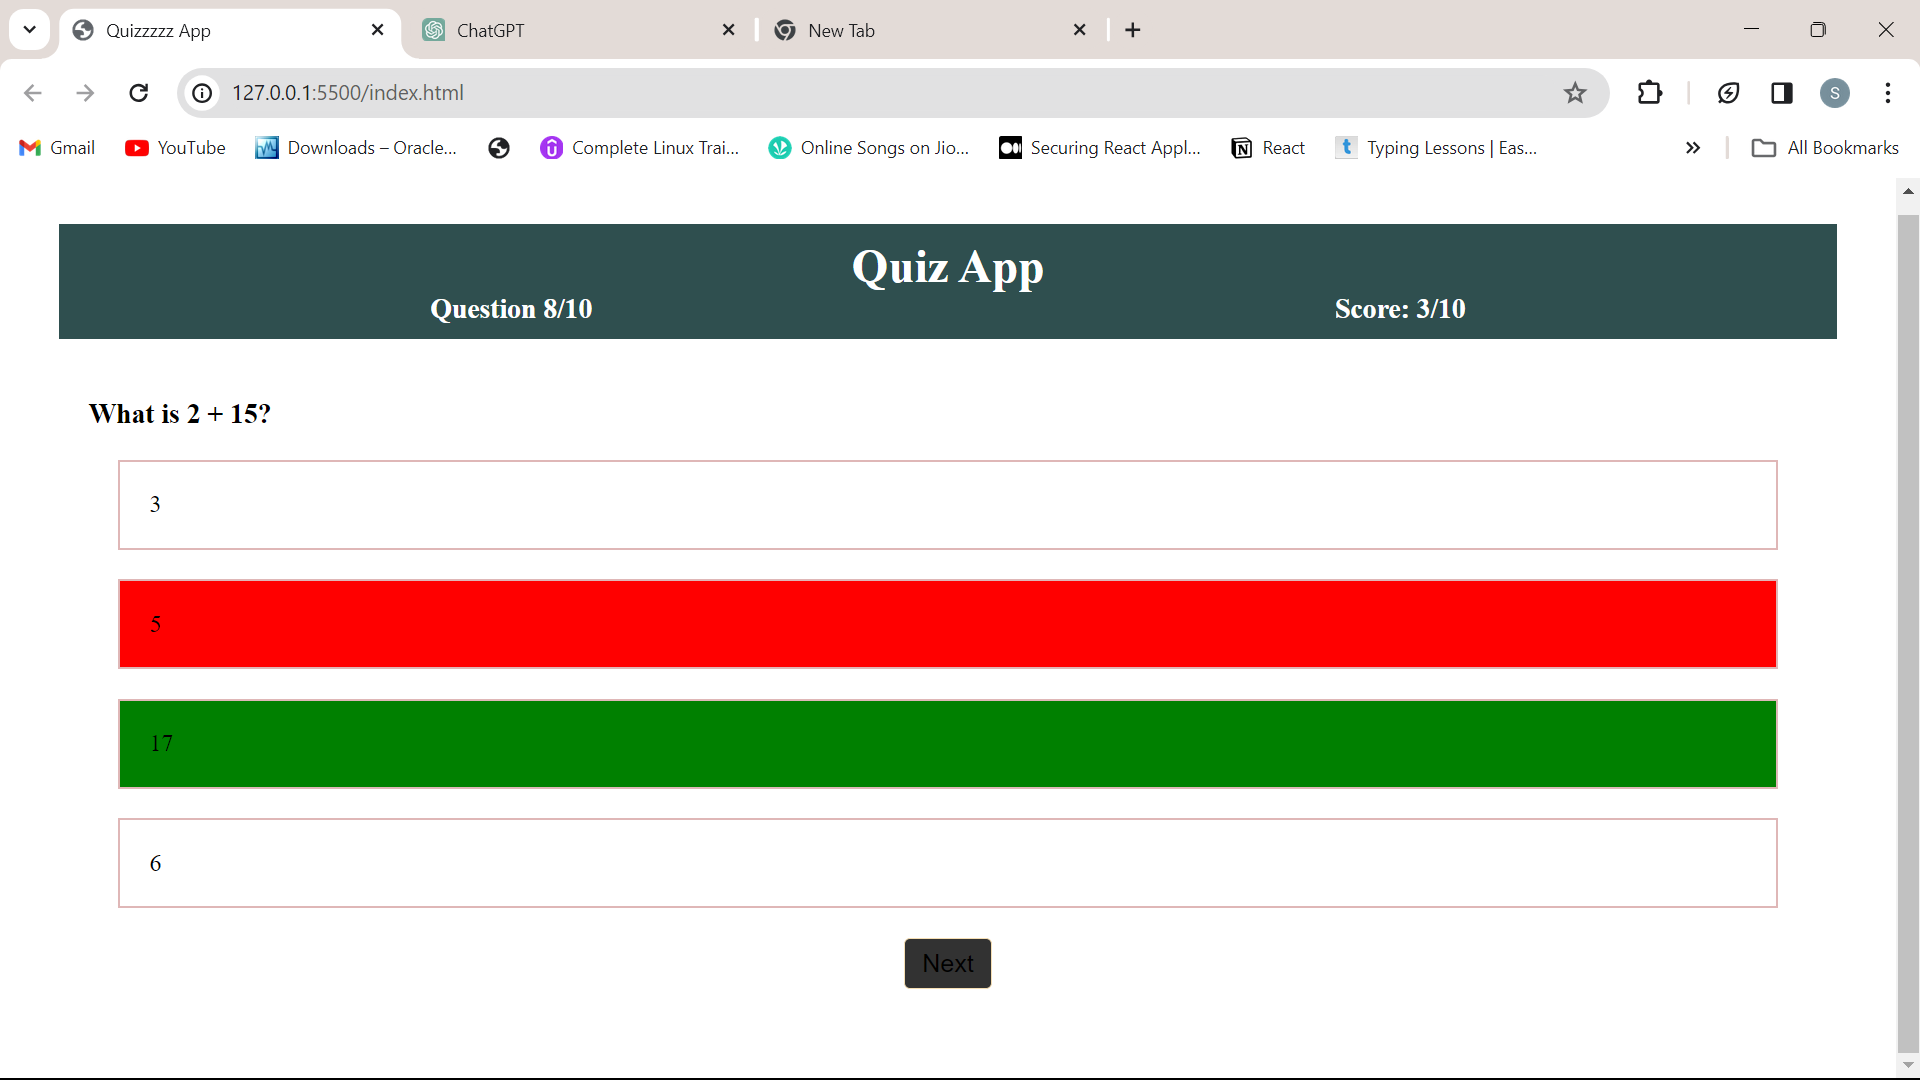 Quizzzzz App
ChatGPT
New Tab
127.0.0.1:5500/index.html
S
Gmail
YouTube
Downloads – Oracle...
Complete Linux Trai...
Online Songs on Jio...
Securing React Appl...
React
t
Typing Lessons | Eas...
All Bookmarks
Quiz App
Question 8/10
Score: 3/10
What is 2 + 15?
3
5
17
6
Next